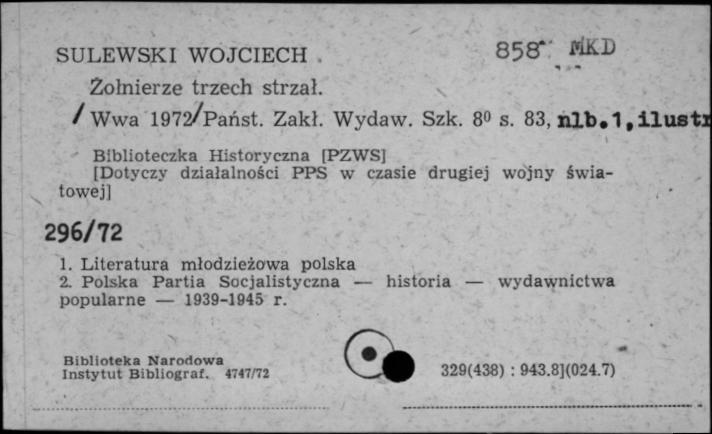 SULEWSKI WOJCIECH 858 MKD
Żołnierze trzech strzał.
/Wwa 1972/Państ. Zakł. Wydaw. Szk. 8⁰ s. 83, nlb.1, ilustr
Biblioteczka Historyczna [PZWS]
[Dotyczy działalności PPS w czasie drugiej wojny świa-
towej]
296/72
1. Literatura młodzieżowa polska
2. Polska Partia Socjalistyczna — historia — wydawnictwa
popularne — 1939-1945 r.
Biblioteka Narodowa
Instytut Bibliograf. 4747/72 329(438) : 943.8](024.7)